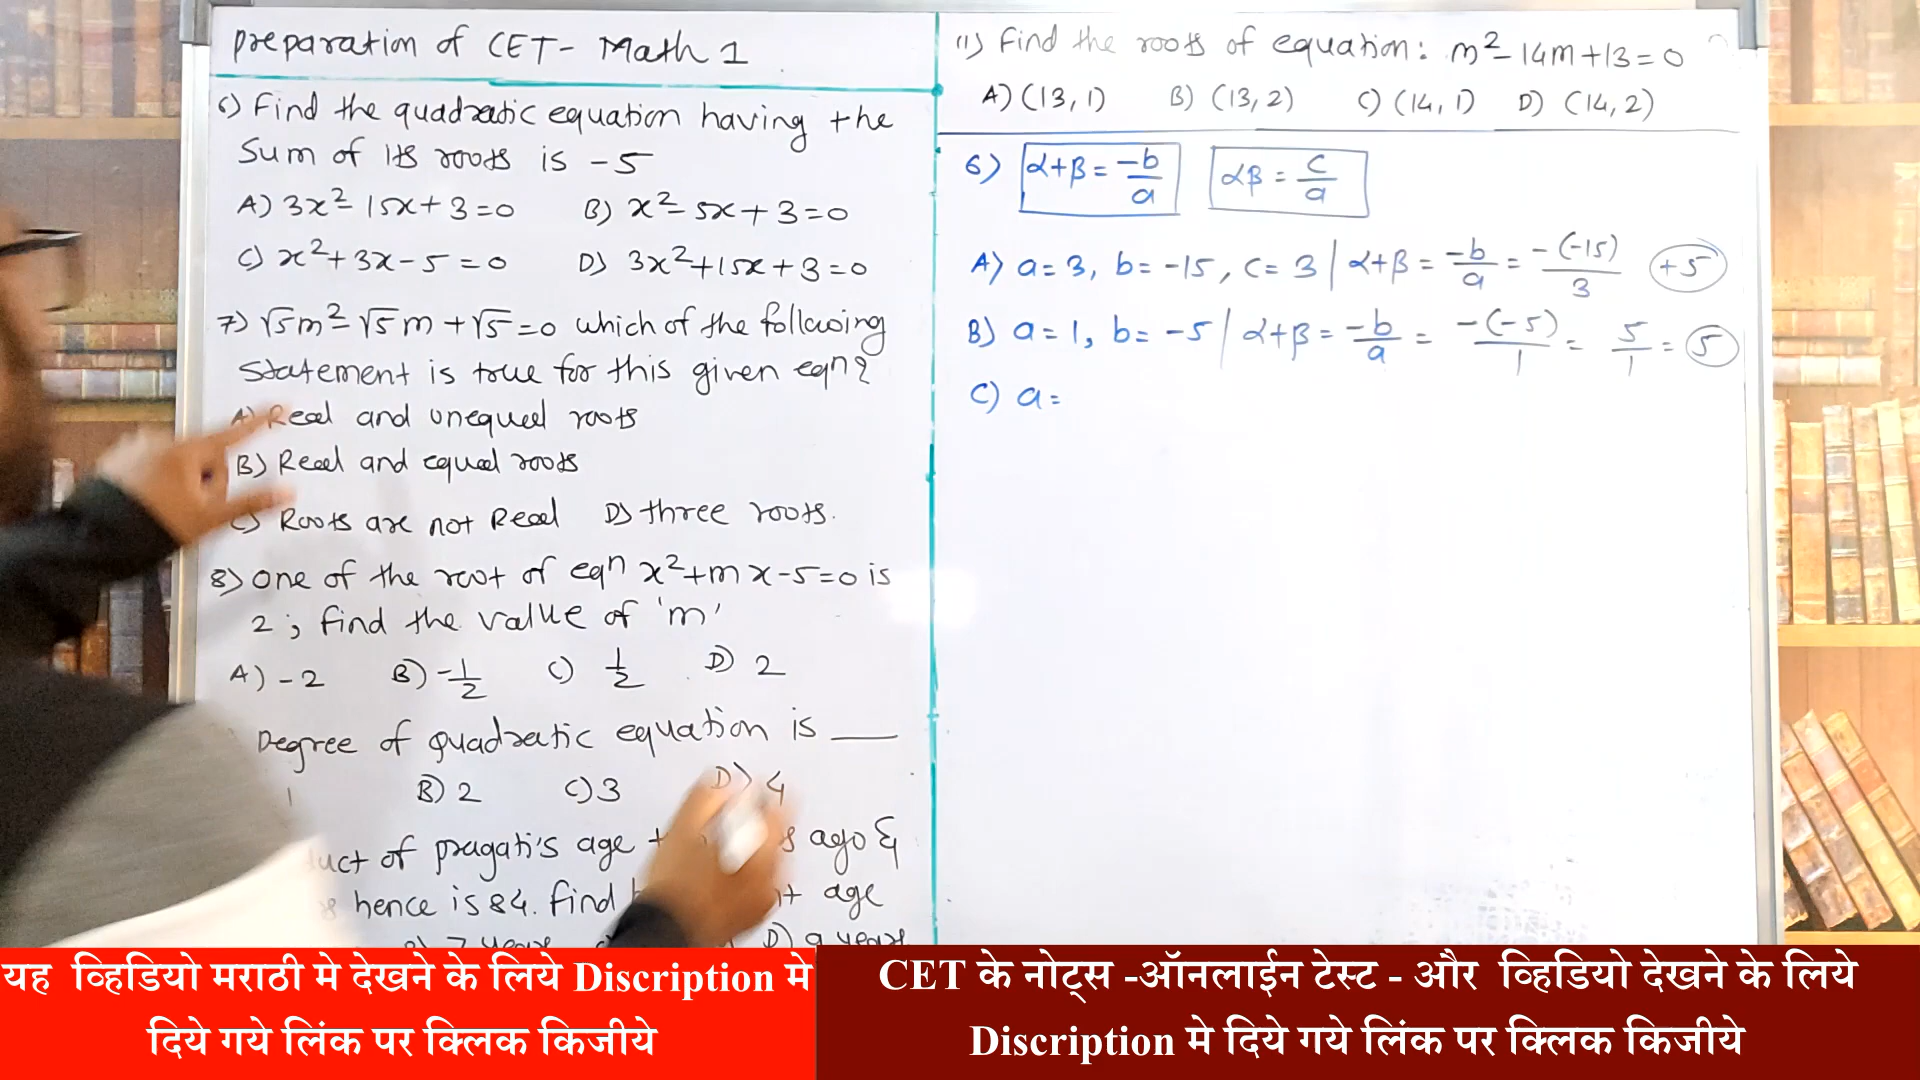 preparation of CET- Math 1
6) Find the quadratic equation having the
Sum of its roots is -5
A) 3x²- 15x+3=0 B) x²- 5x+3=0
C) x²+3x-5=0 D) 3x²+15x+3=0
7) √5m²-√5m+√5=0 which of the following
statement is true for this given eqn?
A) Real and unequal roots
B) Real and equal roots
C) Roots are not Real D) three roots.
8) one of the root of eqn x²+mx-5=0 is
2; find the value of 'm'
A) -2 B) -1/2 C) 1/2 D) 2
Degree of quadratic equation is ___
B) 2 C) 3 D) 4
of pragati's age ago &
hence is 84. find age
7 years D) 9 years
11) Find the roots of equation: m²-14m+13=0
A) (13, 1) B) (13, 2) C) (14, 1) D) (14, 2)
6) α+β = -b/a αβ = c/a
A) a=3, b=-15, c=3 | α+β = -b/a = -(-15)/3 +5
B) a=1, b=-5 | α+β = -b/a = -(-5)/1 = 5/1 = 5
C) a=
यह व्हिडियो मराठी मे देखने के लिये Discription मे
दिये गये लिंक पर क्लिक किजीये
CET के नोट्स -ऑनलाईन टेस्ट - और व्हिडियो देखने के लिये
Discription मे दिये गये लिंक पर क्लिक किजीये